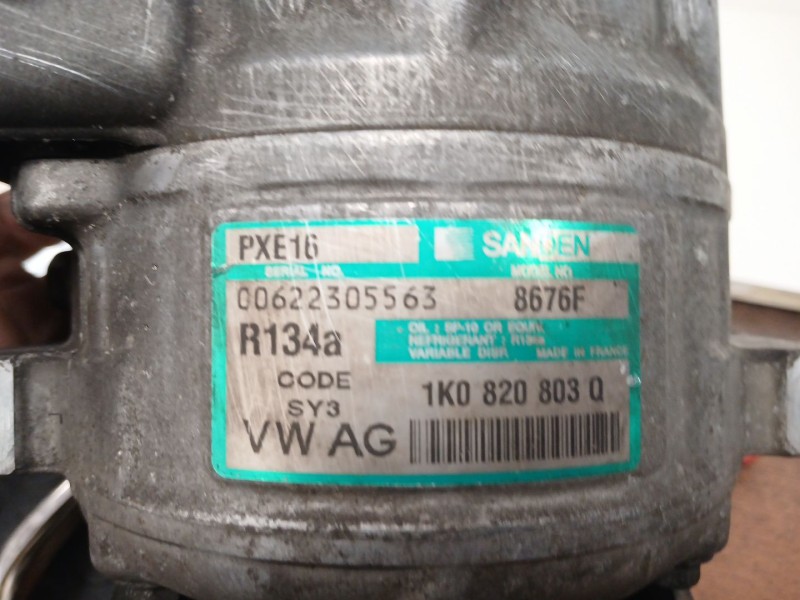 PXE16 SANDEN
SERIAL NO. MODEL NO
00622305563 8676F
R134a
OIL : SP-10 OR EQUIV.
REFRIGERANT : R134a
VARIABLE DISP. MADE IN FRANCE
CODE
SY3
1K0 820 803 Q
VW AG